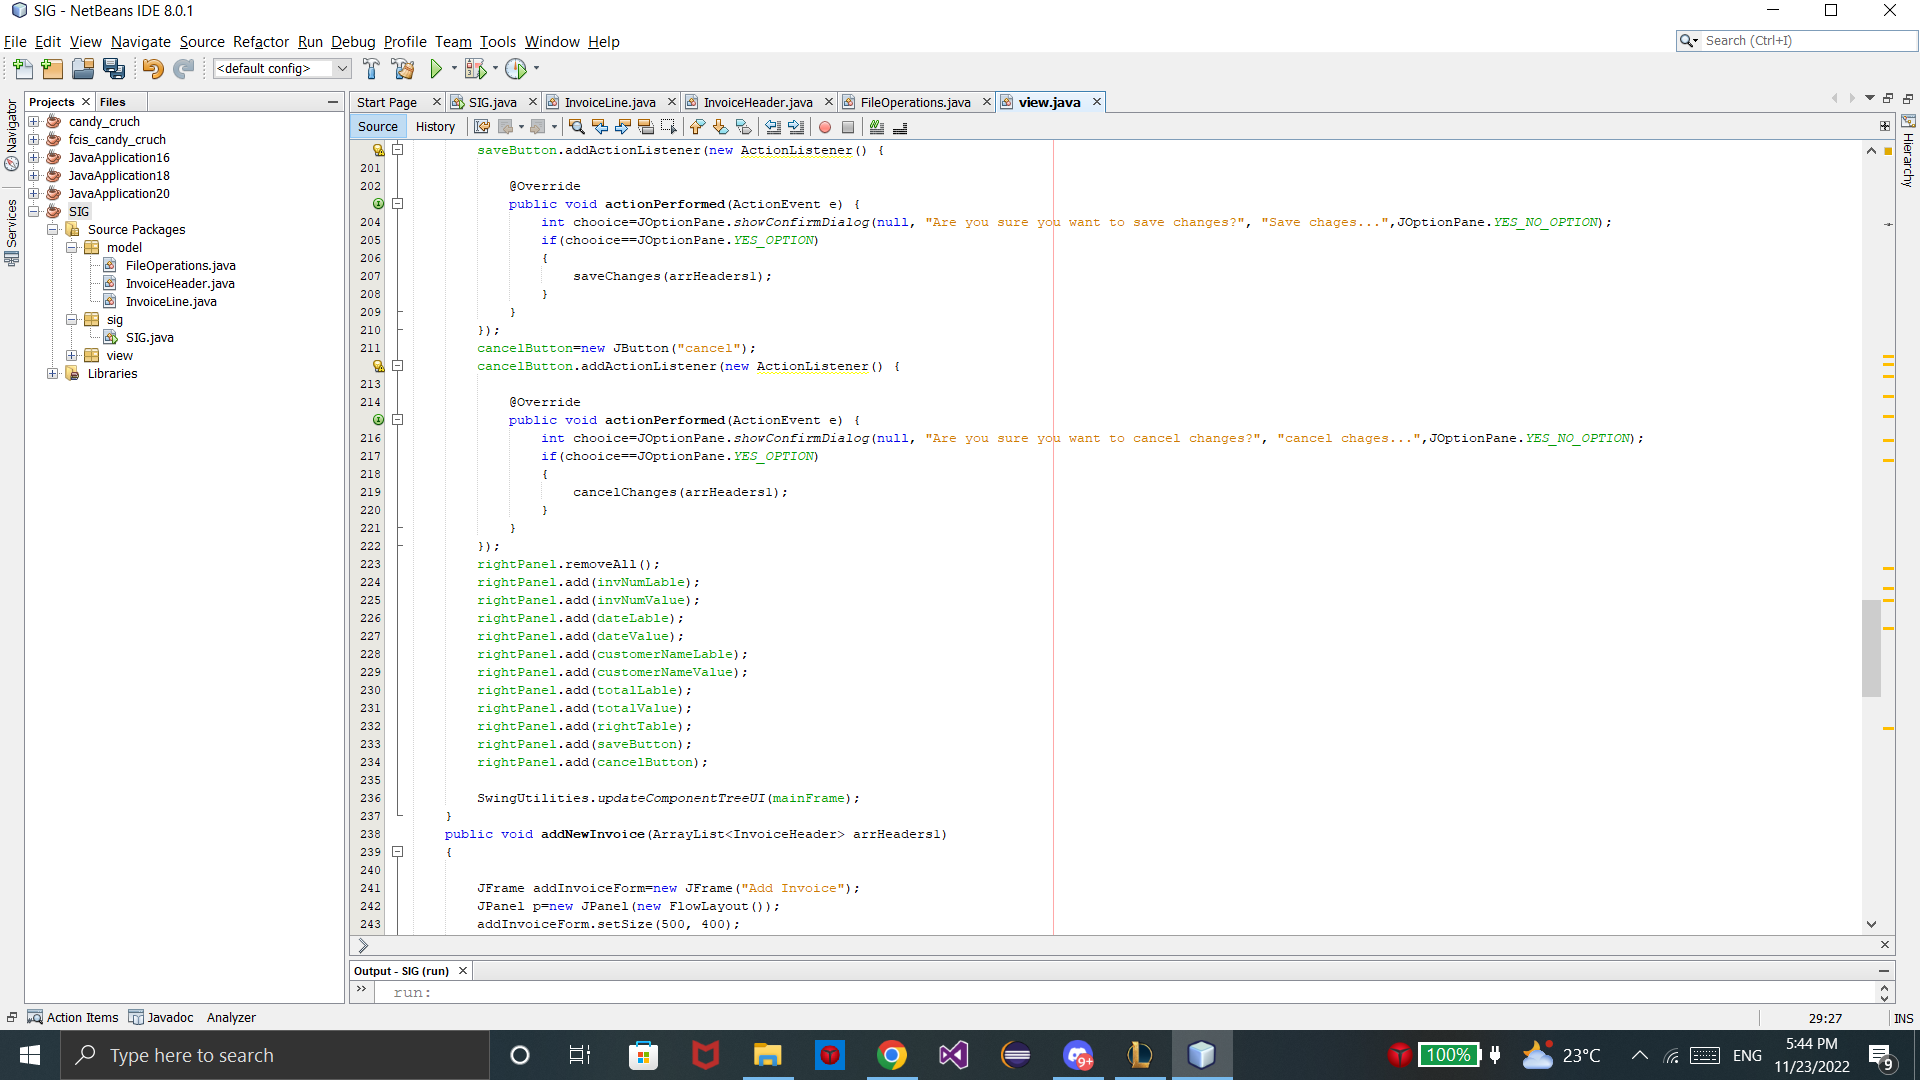 SIG - NetBeans IDE 8.0.1
File Edit View Navigate Source Refactor Run Debug Profile Team Tools Window Help
Search (Ctrl+I)
<default config>
Navigator
Services
Projects
Files
candy_cruch
fcis_candy_cruch
JavaApplication16
JavaApplication18
JavaApplication20
SIG
Source Packages
model
FileOperations.java
InvoiceHeader.java
InvoiceLine.java
sig
SIG.java
view
Libraries
Start Page SIG.java InvoiceLine.java InvoiceHeader.java FileOperations.java view.java
Source History
Hierarchy
saveButton.addActionListener(new ActionListener() {
201
202 @Override
public void actionPerformed(ActionEvent e) {
204 int chooice=JOptionPane.showConfirmDialog(null, "Are you sure you want to save changes?", "Save chages...",JOptionPane.YES_NO_OPTION);
205 if(chooice==JOptionPane.YES_OPTION)
206 {
207 saveChanges(arrHeaders1);
208 }
209 }
210 });
211 cancelButton=new JButton("cancel");
cancelButton.addActionListener(new ActionListener() {
213
214 @Override
public void actionPerformed(ActionEvent e) {
216 int chooice=JOptionPane.showConfirmDialog(null, "Are you sure you want to cancel changes?", "cancel chages...",JOptionPane.YES_NO_OPTION);
217 if(chooice==JOptionPane.YES_OPTION)
218 {
219 cancelChanges(arrHeaders1);
220 }
221 }
222 });
223 rightPanel.removeAll();
224 rightPanel.add(invNumLable);
225 rightPanel.add(invNumValue);
226 rightPanel.add(dateLable);
227 rightPanel.add(dateValue);
228 rightPanel.add(customerNameLable);
229 rightPanel.add(customerNameValue);
230 rightPanel.add(totalLable);
231 rightPanel.add(totalValue);
232 rightPanel.add(rightTable);
233 rightPanel.add(saveButton);
234 rightPanel.add(cancelButton);
235
236 SwingUtilities.updateComponentTreeUI(mainFrame);
237 }
238 public void addNewInvoice(ArrayList<InvoiceHeader> arrHeaders1)
239 {
240
241 JFrame addInvoiceForm=new JFrame("Add Invoice");
242 JPanel p=new JPanel(new FlowLayout());
243 addInvoiceForm.setSize(500, 400);
Output - SIG (run)
run:
Action Items Javadoc Analyzer
29:27 INS
Type here to search
9+
100%
23°C
ENG
5:44 PM
11/23/2022
9